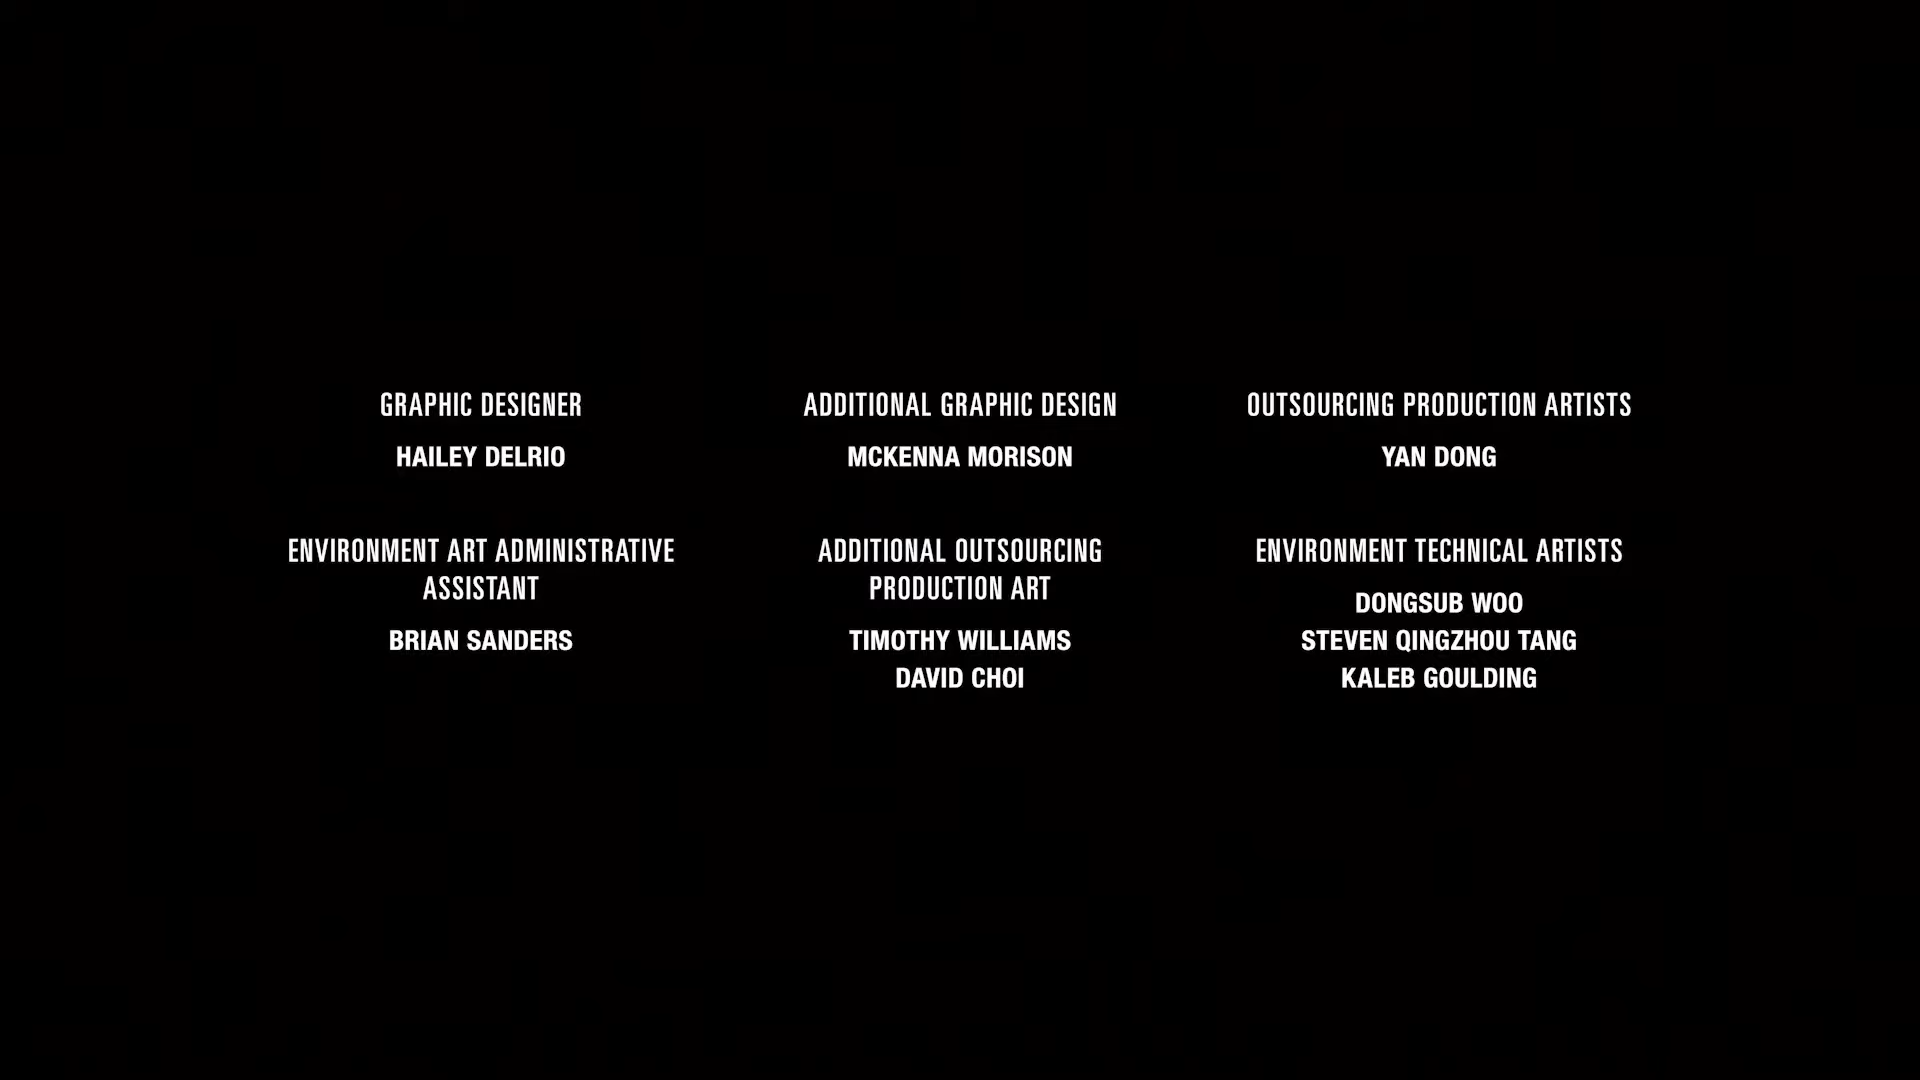 GRAPHIC DESIGNER
HAILEY DELRIO
ADDITIONAL GRAPHIC DESIGN
MCKENNA MORISON
OUTSOURCING PRODUCTION ARTISTS
YAN DONG
ENVIRONMENT ART ADMINISTRATIVE
ASSISTANT
BRIAN SANDERS
ADDITIONAL OUTSOURCING
PRODUCTION ART
TIMOTHY WILLIAMS
DAVID CHOI
ENVIRONMENT TECHNICAL ARTISTS
DONGSUB WOO
STEVEN QINGZHOU TANG
KALEB GOULDING